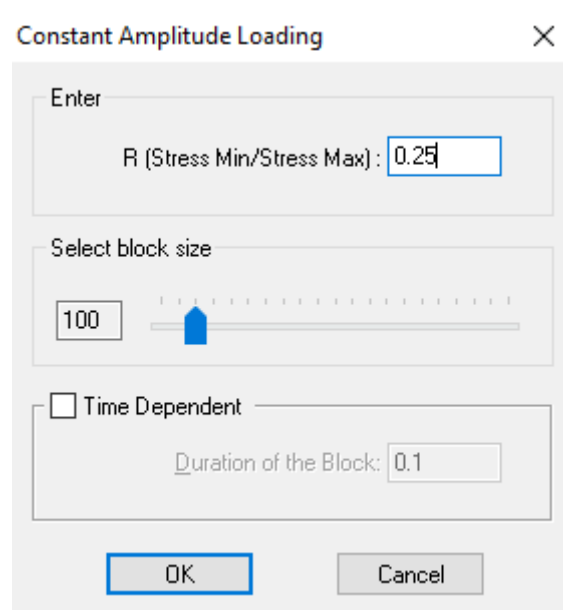 Constant Amplitude Loading
Enter
R (Stress Min/Stress Max) : 0.25
Select block size
100
Time Dependent
Duration of the Block: 0.1
OK Cancel